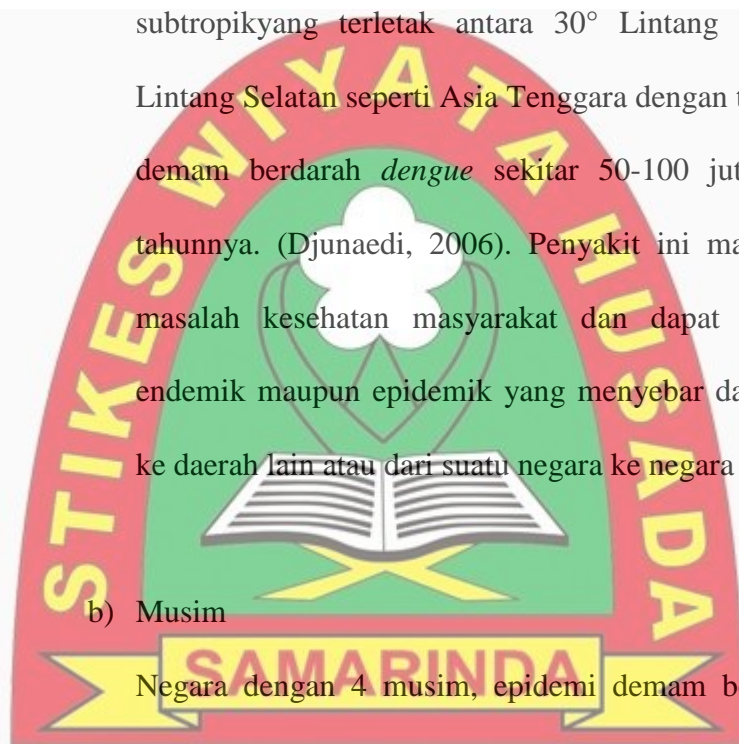 subtropikyang terletak antara 30° Lintang
Lintang Selatan seperti Asia Tenggara dengan
demam berdarah dengue sekitar 50-100
tahunnya. (Djunaedi, 2006). Penyakit ini
masalah kesehatan masyarakat dan dapat
endemik maupun epidemik yang menyebar
ke daerah lain atau dari suatu negara ke negara
b) Musim
Negara dengan 4 musim, epidemi demam
STIKES WIYATA HUSADA
SAMARINDA